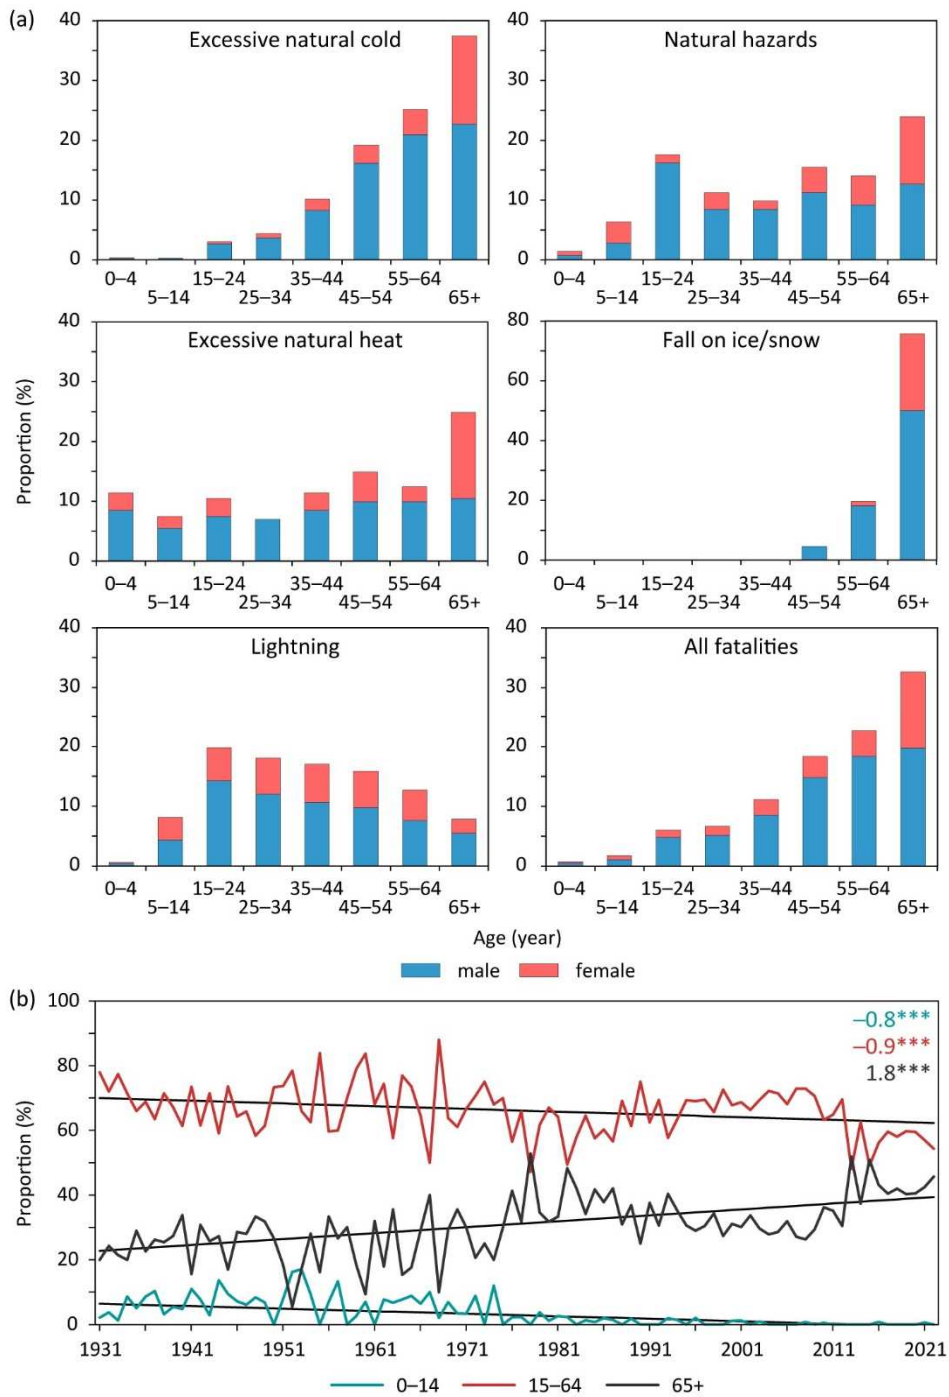 (a)
Excessive natural cold
Natural hazards
40 30 20 10 0
40 30 20 10 0
0–4 15–24 35–44 55–64
5–14 25–34 45–54 65+
0–4 15–24 35–44 55–64
5–14 25–34 45–54 65+
Excessive natural heat
Fall on ice/snow
Proportion (%)
40 30 20 10 0
80 60 40 20 0
0–4 15–24 35–44 55–64
5–14 25–34 45–54 65+
0–4 15–24 35–44 55–64
5–14 25–34 45–54 65+
Lightning
All fatalities
40 30 20 10 0
40 30 20 10 0
0–4 15–24 35–44 55–64
5–14 25–34 45–54 65+
0–4 15–24 35–44 55–64
5–14 25–34 45–54 65+
Age (year)
male female
(b)
Proportion (%)
100 80 60 40 20 0
–0.8***
–0.9***
1.8***
1931 1941 1951 1961 1971 1981 1991 2001 2011 2021
0–14 15–64 65+